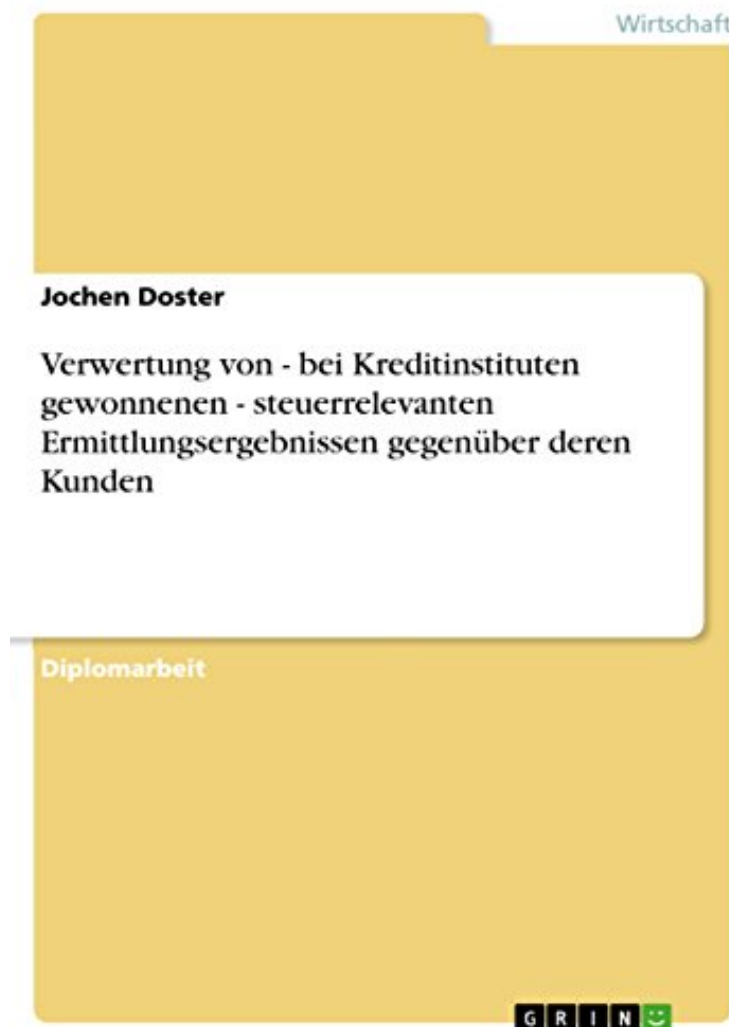 Wirtschaft
Jochen Doster
Verwertung von - bei Kreditinstituten
gewonnenen - steuerrelevanten
Ermittlungsergebnissen gegenüber deren
Kunden
Diplomarbeit
GRIN